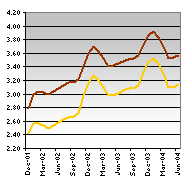 4.20
4.00
3.80
3.60
3.40
3.20
3.00
2.80
2.60
2.40
2.20
Dec-01
Mar-02
Jun-02
Sep-02
Dec-02
Mar-03
Jun-03
Sep-03
Dec-03
Mar-04
Jun-04